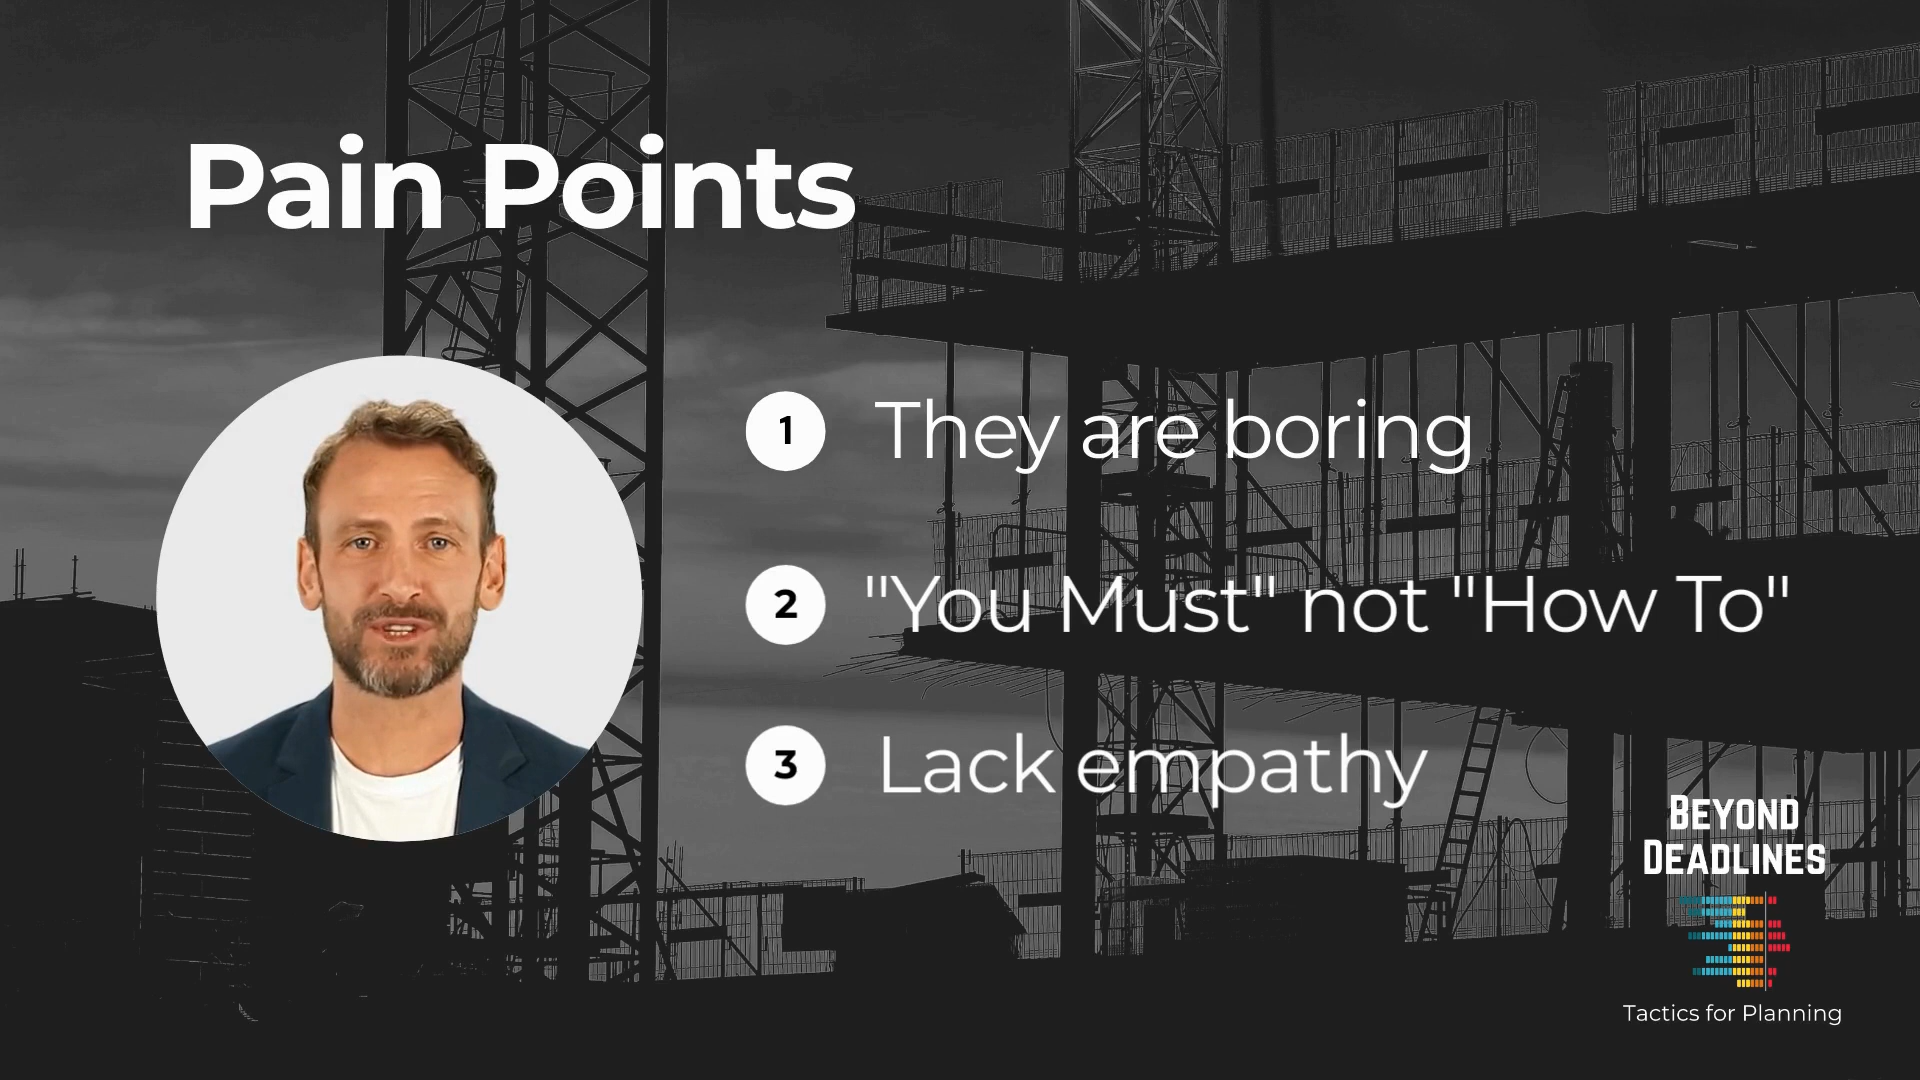 Pain Points
1 They are boring
2 "You Must" not "How To"
3 Lack empathy
BEYOND
DEADLINES
Tactics for Planning